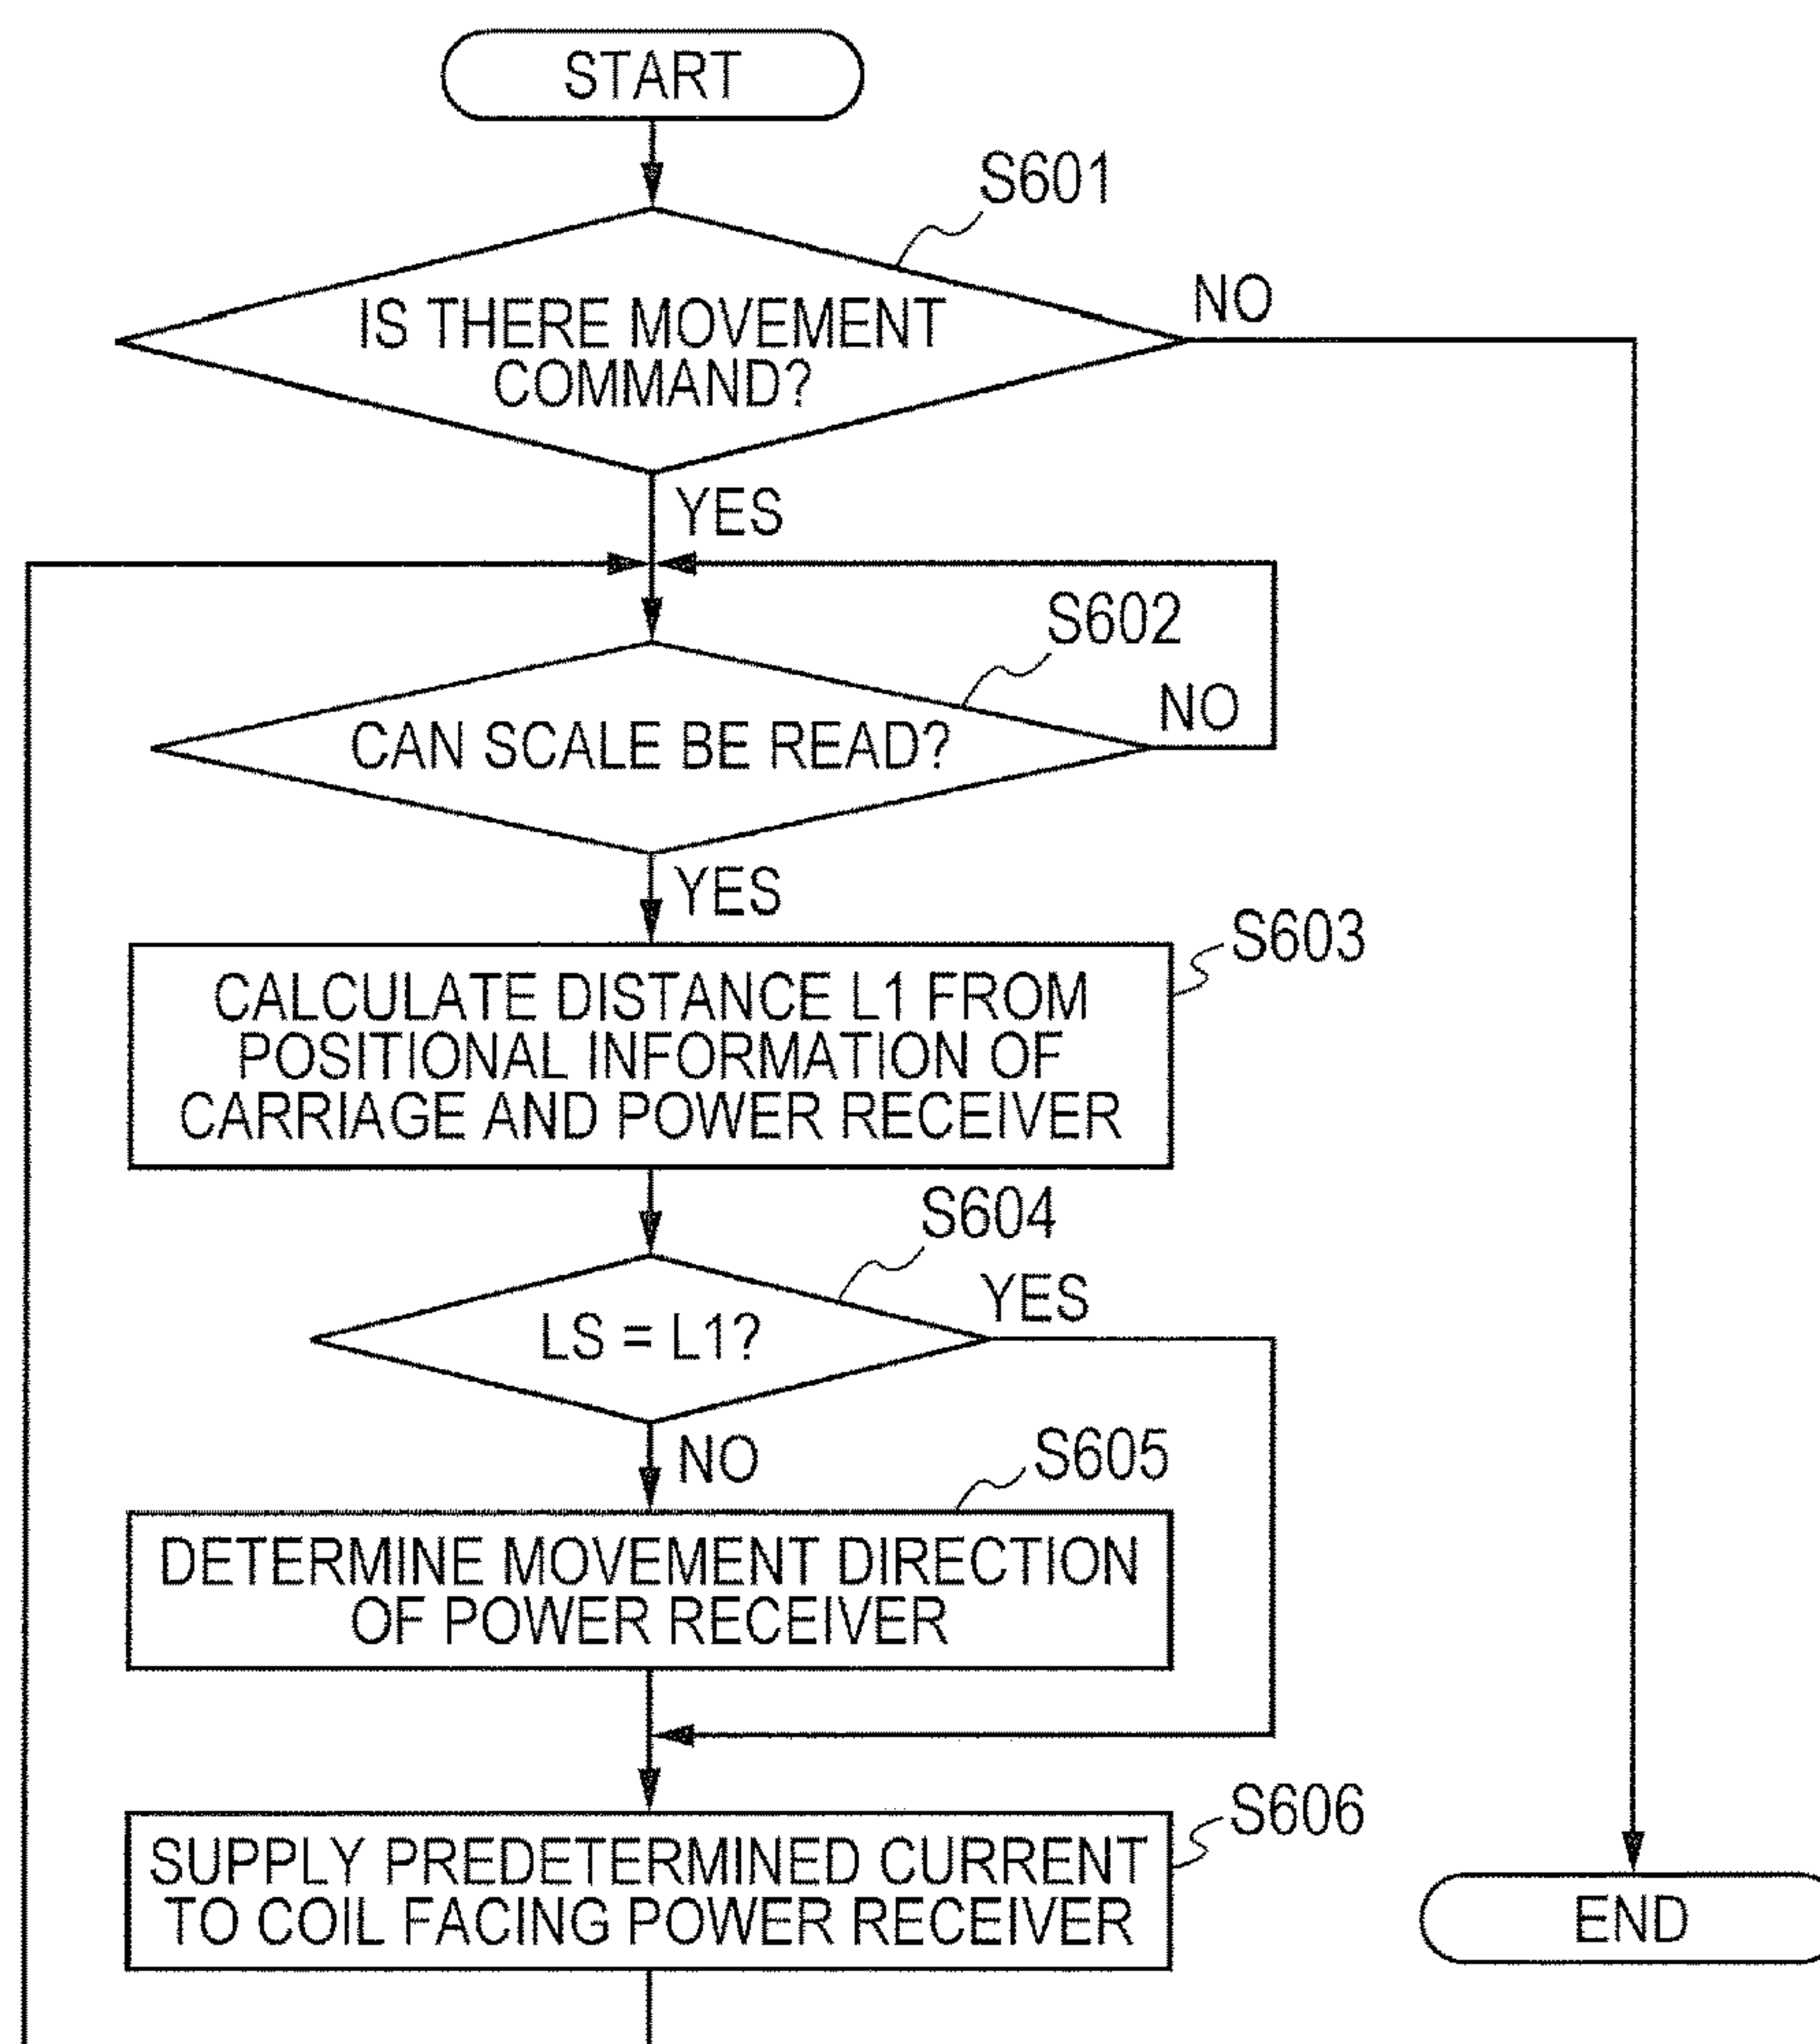 START
S601
IS THERE MOVEMENT
COMMAND?
NO
YES
S602
CAN SCALE BE READ?
NO
YES
S603
CALCULATE DISTANCE L1 FROM
POSITIONAL INFORMATION OF
CARRIAGE AND POWER RECEIVER
S604
LS = L1?
YES
NO
S605
DETERMINE MOVEMENT DIRECTION
OF POWER RECEIVER
S606
SUPPLY PREDETERMINED CURRENT
TO COIL FACING POWER RECEIVER
END